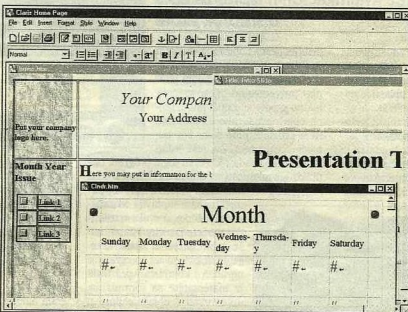 Claris Home Page
File Edit Insert Format Style Window Help
Normal
B I T
Your Compan
Your Address
Put your company
logo here.
Month Year
Issue
Link 1
Link 2
Link 3
Here you may put in information for the l
Presentation T
Clndr.htm
Month
Sunday Monday Tuesday Wednes-
day Thursda-
y Friday Saturday
# # # # # # #